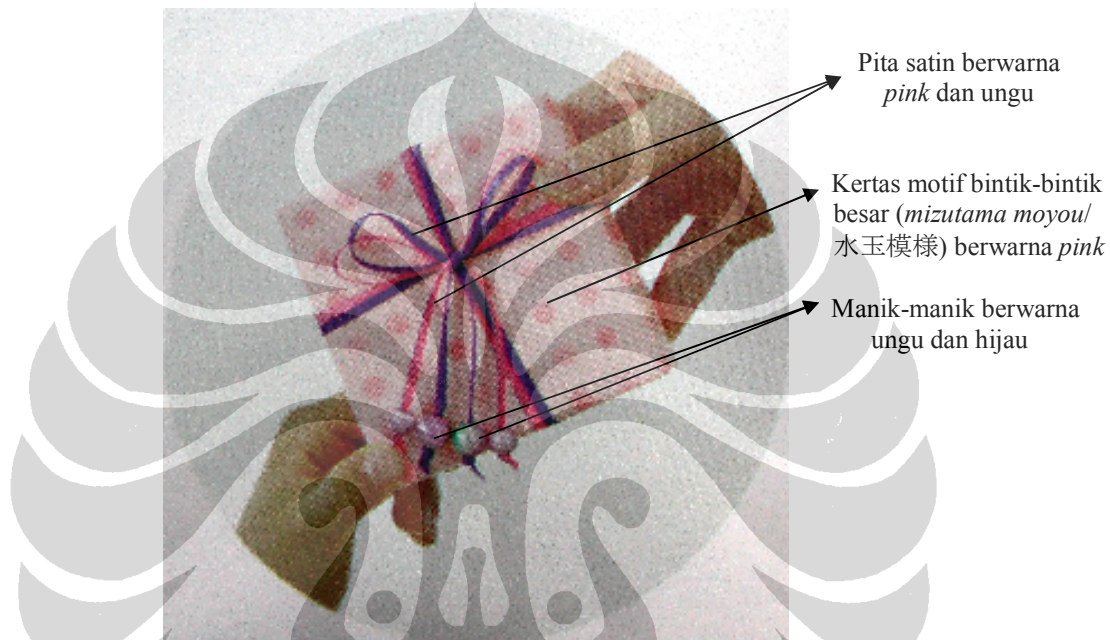 Pita satin berwarna
pink dan ungu
Kertas motif bintik-bintik
besar (mizutama moyou/
水玉模様) berwarna pink
Manik-manik berwarna
ungu dan hijau